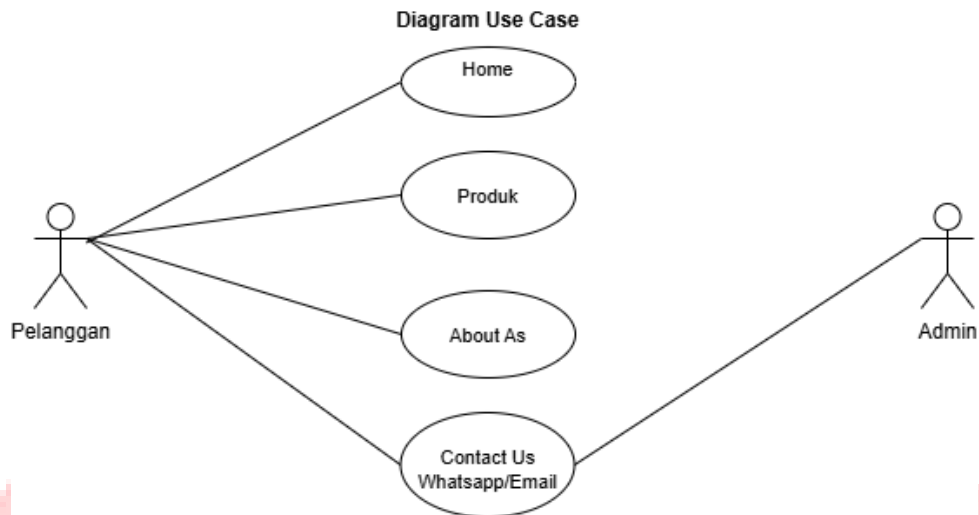 Diagram Use Case
Home
Produk
Pelanggan
Admin
About As
Contact Us
Whatsapp/Email